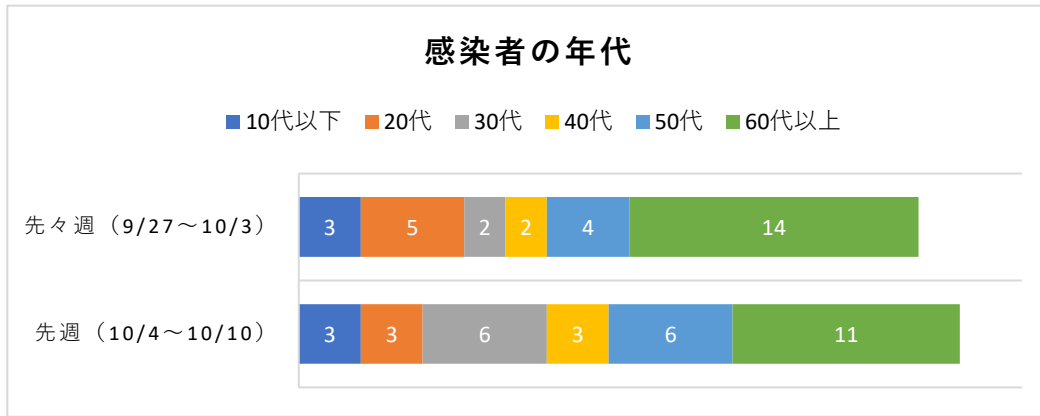 感染者の年代
10代以下 20代 30代 40代 50代 60代以上
先々週（9/27～10/3） 3 5 2 2 4 14
先週（10/4～10/10） 3 3 6 3 6 11